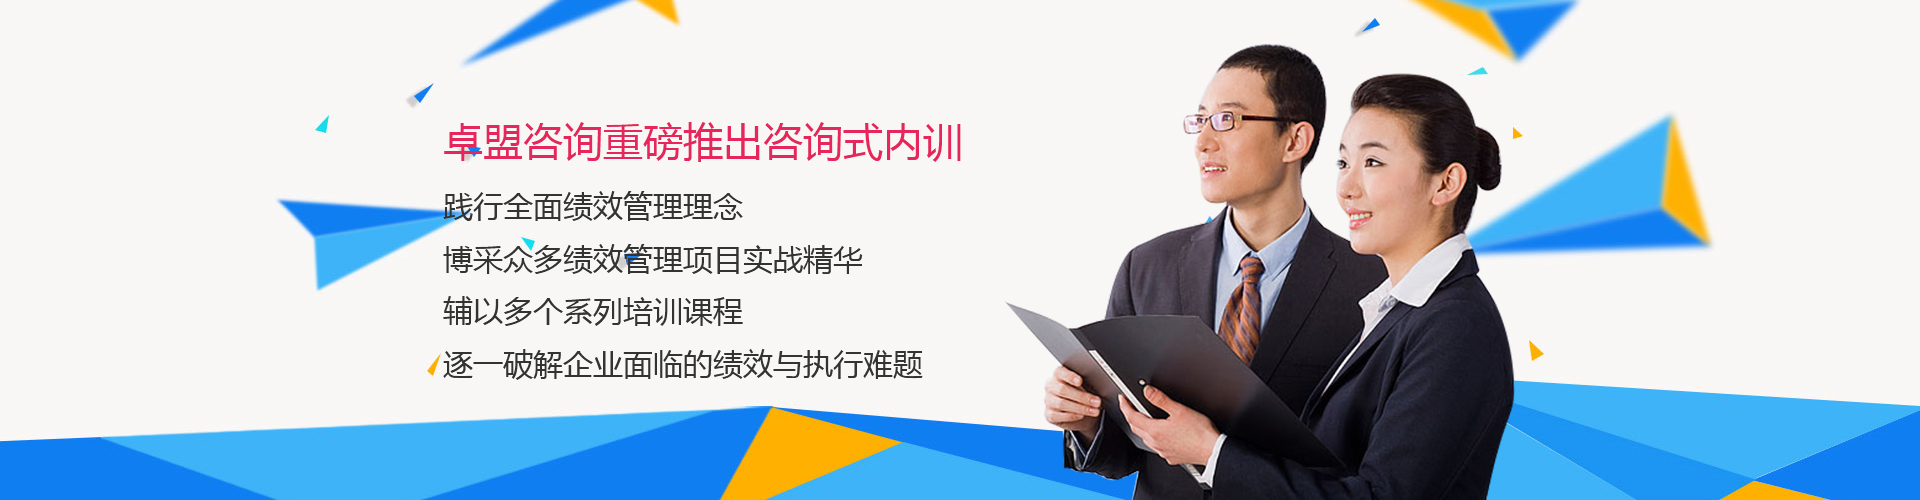 卓盟咨询重磅推出咨询式内训
践行全面绩效管理理念
博采众多绩效管理项目实战精华
辅以多个系列培训课程
逐一破解企业面临的绩效与执行难题